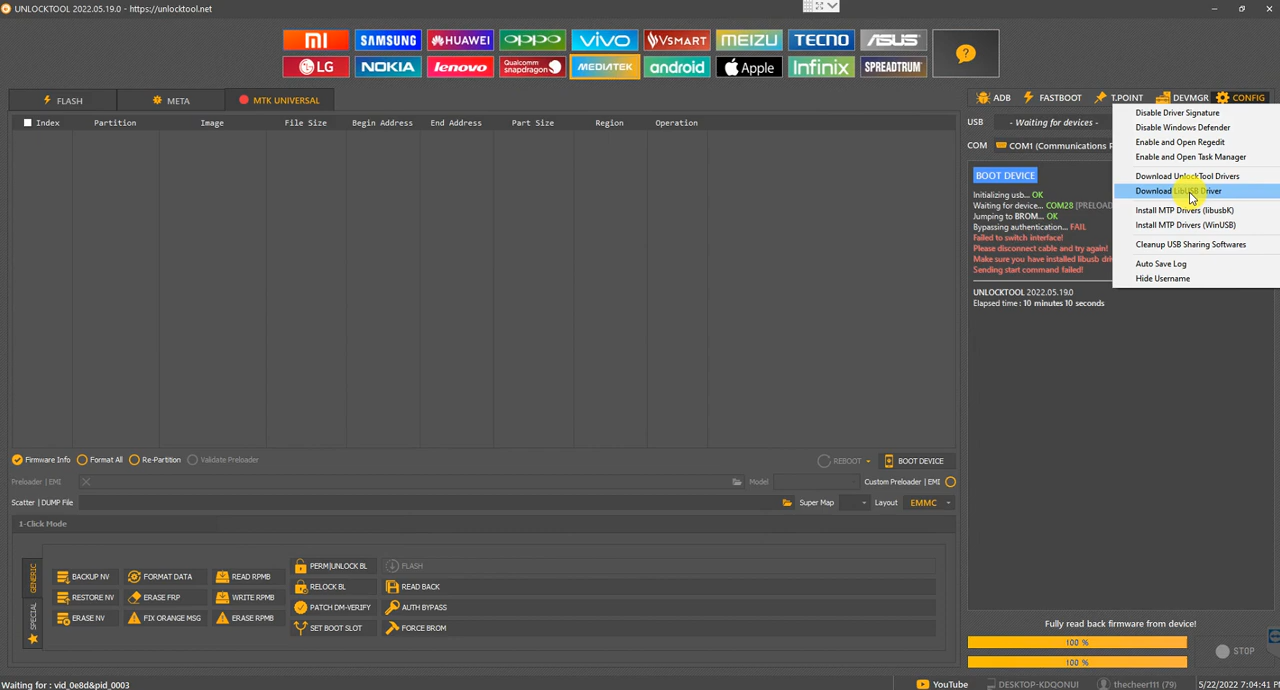 UNLOCKTOOL 2022.05.19.0 - https://unlocktool.net
mi SAMSUNG HUAWEI oppo vivo VSMART MEIZU TECNO ASUS
LG NOKIA lenovo Qualcomm snapdragon MEDIATEK android Apple Infinix SPREADTRUM
FLASH META MTK UNIVERSAL
ADB FASTBOOT T.POINT DEVMGR CONFIG
Index Partition Image File Size Begin Address End Address Part Size Region Operation
USB - Waiting for devices -
COM COM1 (Communications P
Disable Driver Signature
Disable Windows Defender
Enable and Open Regedit
Enable and Open Task Manager
Download UnlockTool Drivers
Download LibUSB Driver
Install MTP Drivers (libusbK)
Install MTP Drivers (WinUSB)
Cleanup USB Sharing Softwares
Auto Save Log
Hide Username
BOOT DEVICE
Initializing usb... OK
Waiting for device... COM28 [PRELOAD
Jumping to BROM... OK
Bypassing authentication... FAIL
Failed to switch interface!
Please disconnect cable and try again!
Make sure you have installed libusb dri
Sending start command failed!
UNLOCKTOOL 2022.05.19.0
Elapsed time : 10 minutes 10 seconds
Firmware Info Format All Re-Partition Validate Preloader REBOOT BOOT DEVICE
Preloader | EMI Model Custom Preloader | EMI
Scatter | DUMP File Super Map Layout EMMC
1-Click Mode
GENERIC
SPECIAL
BACKUP NV FORMAT DATA READ RPMB PERM|UNLOCK BL FLASH
RESTORE NV ERASE FRP WRITE RPMB RELOCK BL READ BACK
ERASE NV FIX ORANGE MSG ERASE RPMB PATCH DM-VERIFY AUTH BYPASS
SET BOOT SLOT FORCE BROM
Fully read back firmware from device!
100 %
100 %
STOP
Waiting for : vid_0e8d&pid_0003
YouTube DESKTOP-KDQONUI thecheer111 (79) 5/22/2022 7:04:41 P